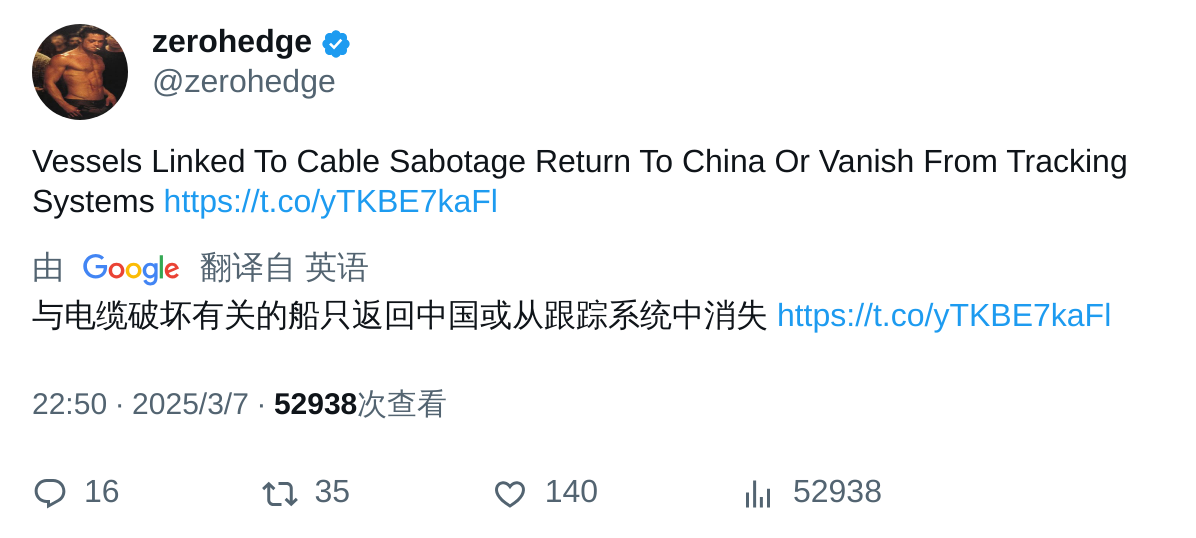 zerohedge
@zerohedge
Vessels Linked To Cable Sabotage Return To China Or Vanish From Tracking
Systems https://t.co/yTKBE7kaFl
由 Google 翻译自 英语
与电缆破坏有关的船只返回中国或从跟踪系统中消失 https://t.co/yTKBE7kaFl
22:50 · 2025/3/7 · 52938次查看
16 35 140 52938